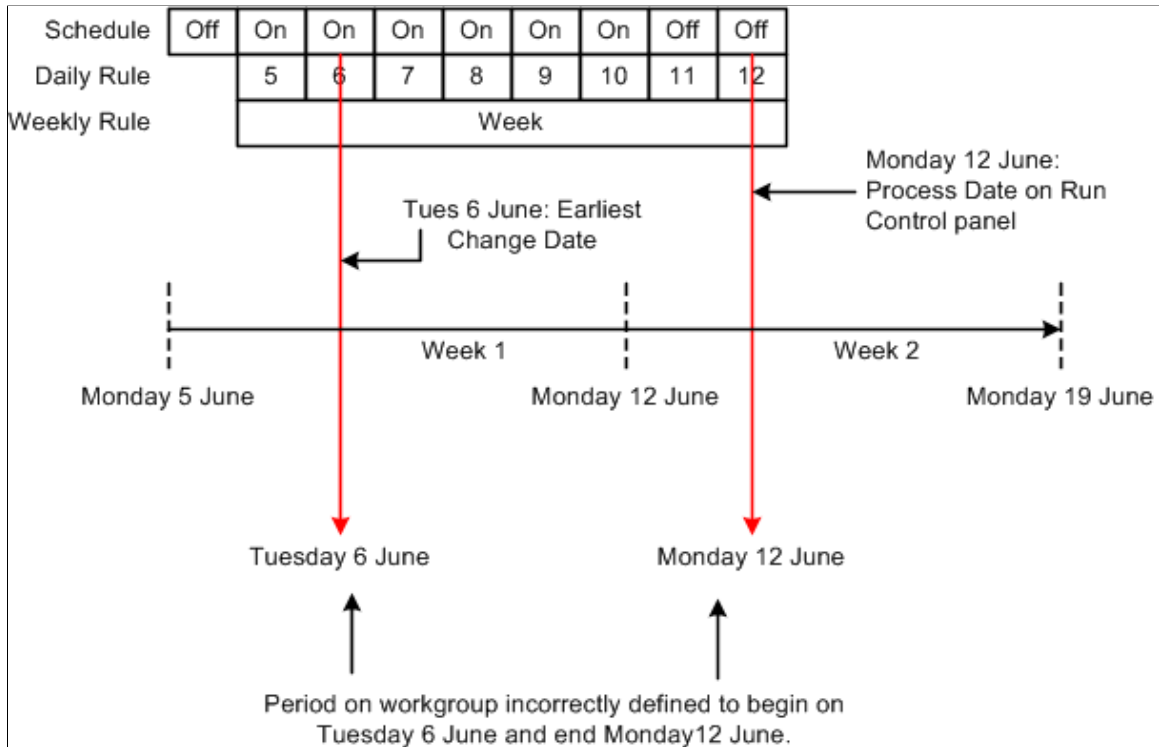 Schedule Off On On On On On On Off Off
Daily Rule 5 6 7 8 9 10 11 12
Weekly Rule Week
Monday 12 June:
Process Date on Run
Control panel
Tues 6 June: Earliest
Change Date
Week 1 Week 2
Monday 5 June Monday 12 June Monday 19 June
Tuesday 6 June Monday 12 June
Period on workgroup incorrectly defined to begin on
Tuesday 6 June and end Monday12 June.